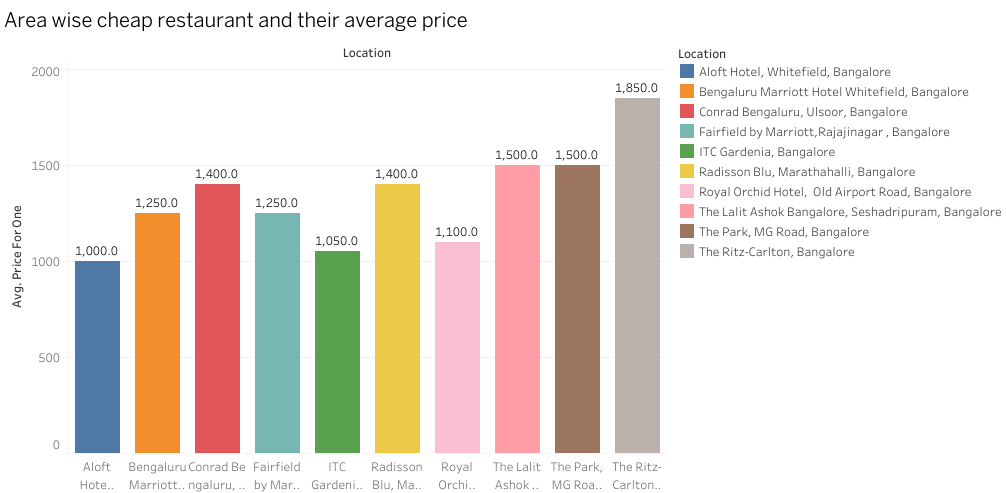 Area wise cheap restaurant and their average price
Location
Avg. Price For One
2000
1500
1000
500
0
1,000.0
1,250.0
1,400.0
1,250.0
1,050.0
1,400.0
1,100.0
1,500.0
1,500.0
1,850.0
Aloft
Hote..
Bengaluru
Marriott..
Conrad Be
ngaluru, ..
Fairfield
by Mar..
ITC
Gardeni..
Radisson
Blu, Ma..
Royal
Orchi..
The Lalit
Ashok ..
The Park,
MG Roa..
The Ritz-
Carlton..
Location
Aloft Hotel, Whitefield, Bangalore
Bengaluru Marriott Hotel Whitefield, Bangalore
Conrad Bengaluru, Ulsoor, Bangalore
Fairfield by Marriott,Rajajinagar , Bangalore
ITC Gardenia, Bangalore
Radisson Blu, Marathahalli, Bangalore
Royal Orchid Hotel,  Old Airport Road, Bangalore
The Lalit Ashok Bangalore, Seshadripuram, Bangalore
The Park, MG Road, Bangalore
The Ritz-Carlton, Bangalore